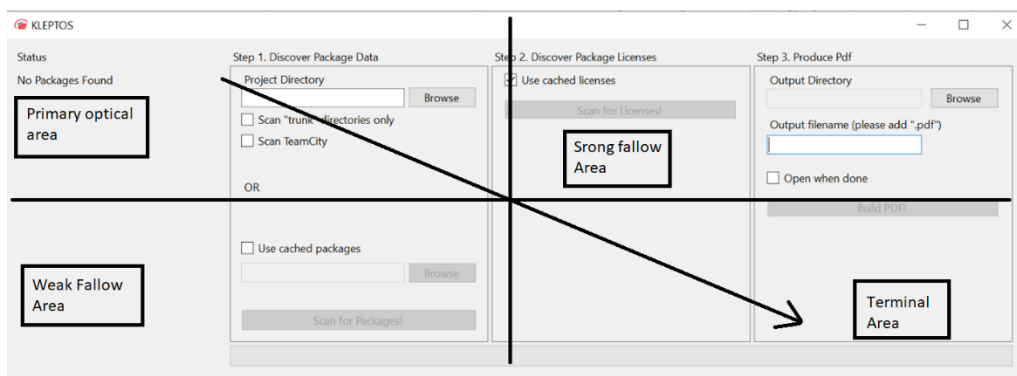 KLEPTOS
Status
No Packages Found
Primary optical
area
Weak Fallow
Area
Step 1. Discover Package Data
Project Directory
Browse
Scan "trunk" directories only
Scan TeamCity
OR
Use cached packages
Browse
Scan for Packages!
Step 2. Discover Package Licenses
Use cached licenses
Scan for Licenses!
Strong fallow
Area
Step 3. Produce Pdf
Output Directory
Browse
Output filename (please add ".pdf")
Open when done
Build PDF!
Terminal
Area